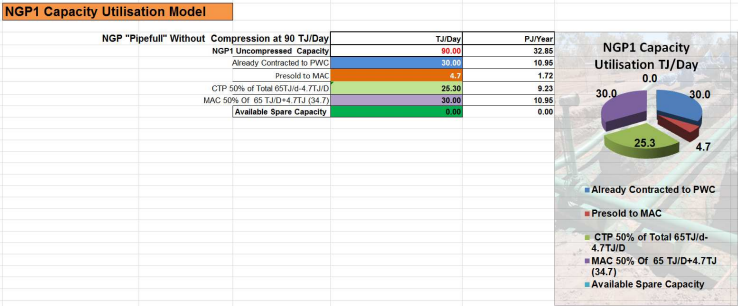 NGP1 Capacity Utilisation Model
NGP "Pipefull" Without Compression at 90 TJ/Day TJ/Day PJ/Year
NGP1 Uncompressed Capacity 90.00 32.85
Already Contracted to PWC 30.00 10.95
Presold to MAC 4.7 1.72
CTP 50% of Total 65TJ/d-4.7TJ/D 25.30 9.23
MAC 50% Of 65 TJ/D+4.7TJ (34.7) 30.00 10.95
Available Spare Capacity 0.00 0.00
NGP1 Capacity
Utilisation TJ/Day
0.0
30.0 30.0
25.3 4.7
Already Contracted to PWC
Presold to MAC
CTP 50% of Total 65TJ/d-
4.7TJ/D
MAC 50% Of 65 TJ/D+4.7TJ
(34.7)
Available Spare Capacity